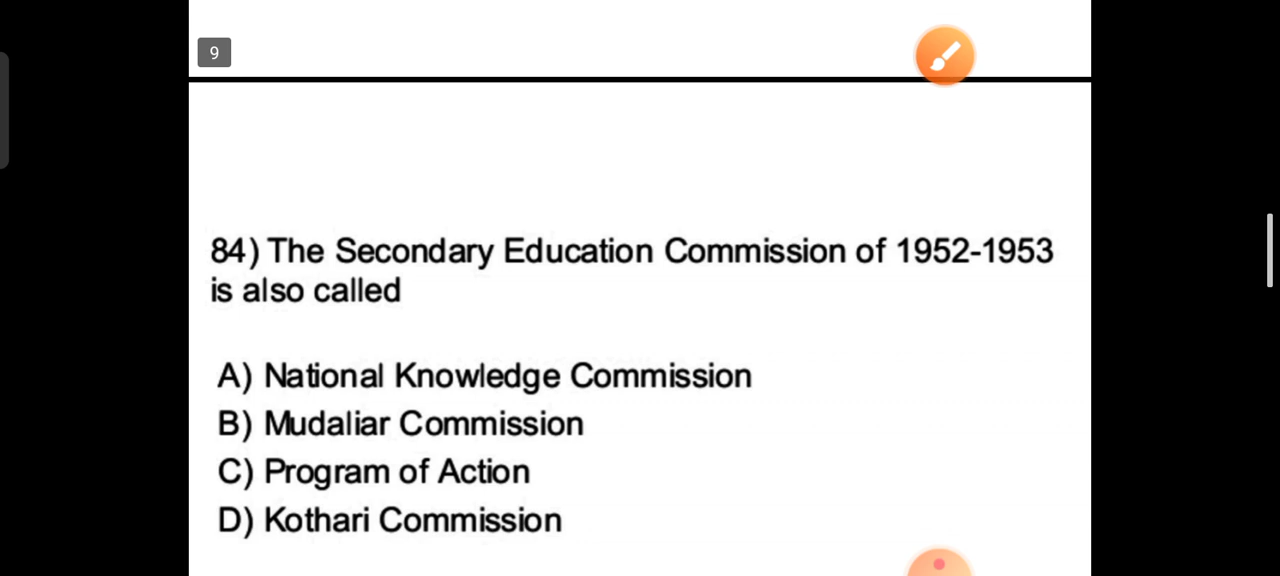 9
84) The Secondary Education Commission of 1952-1953
is also called
A) National Knowledge Commission
B) Mudaliar Commission
C) Program of Action
D) Kothari Commission